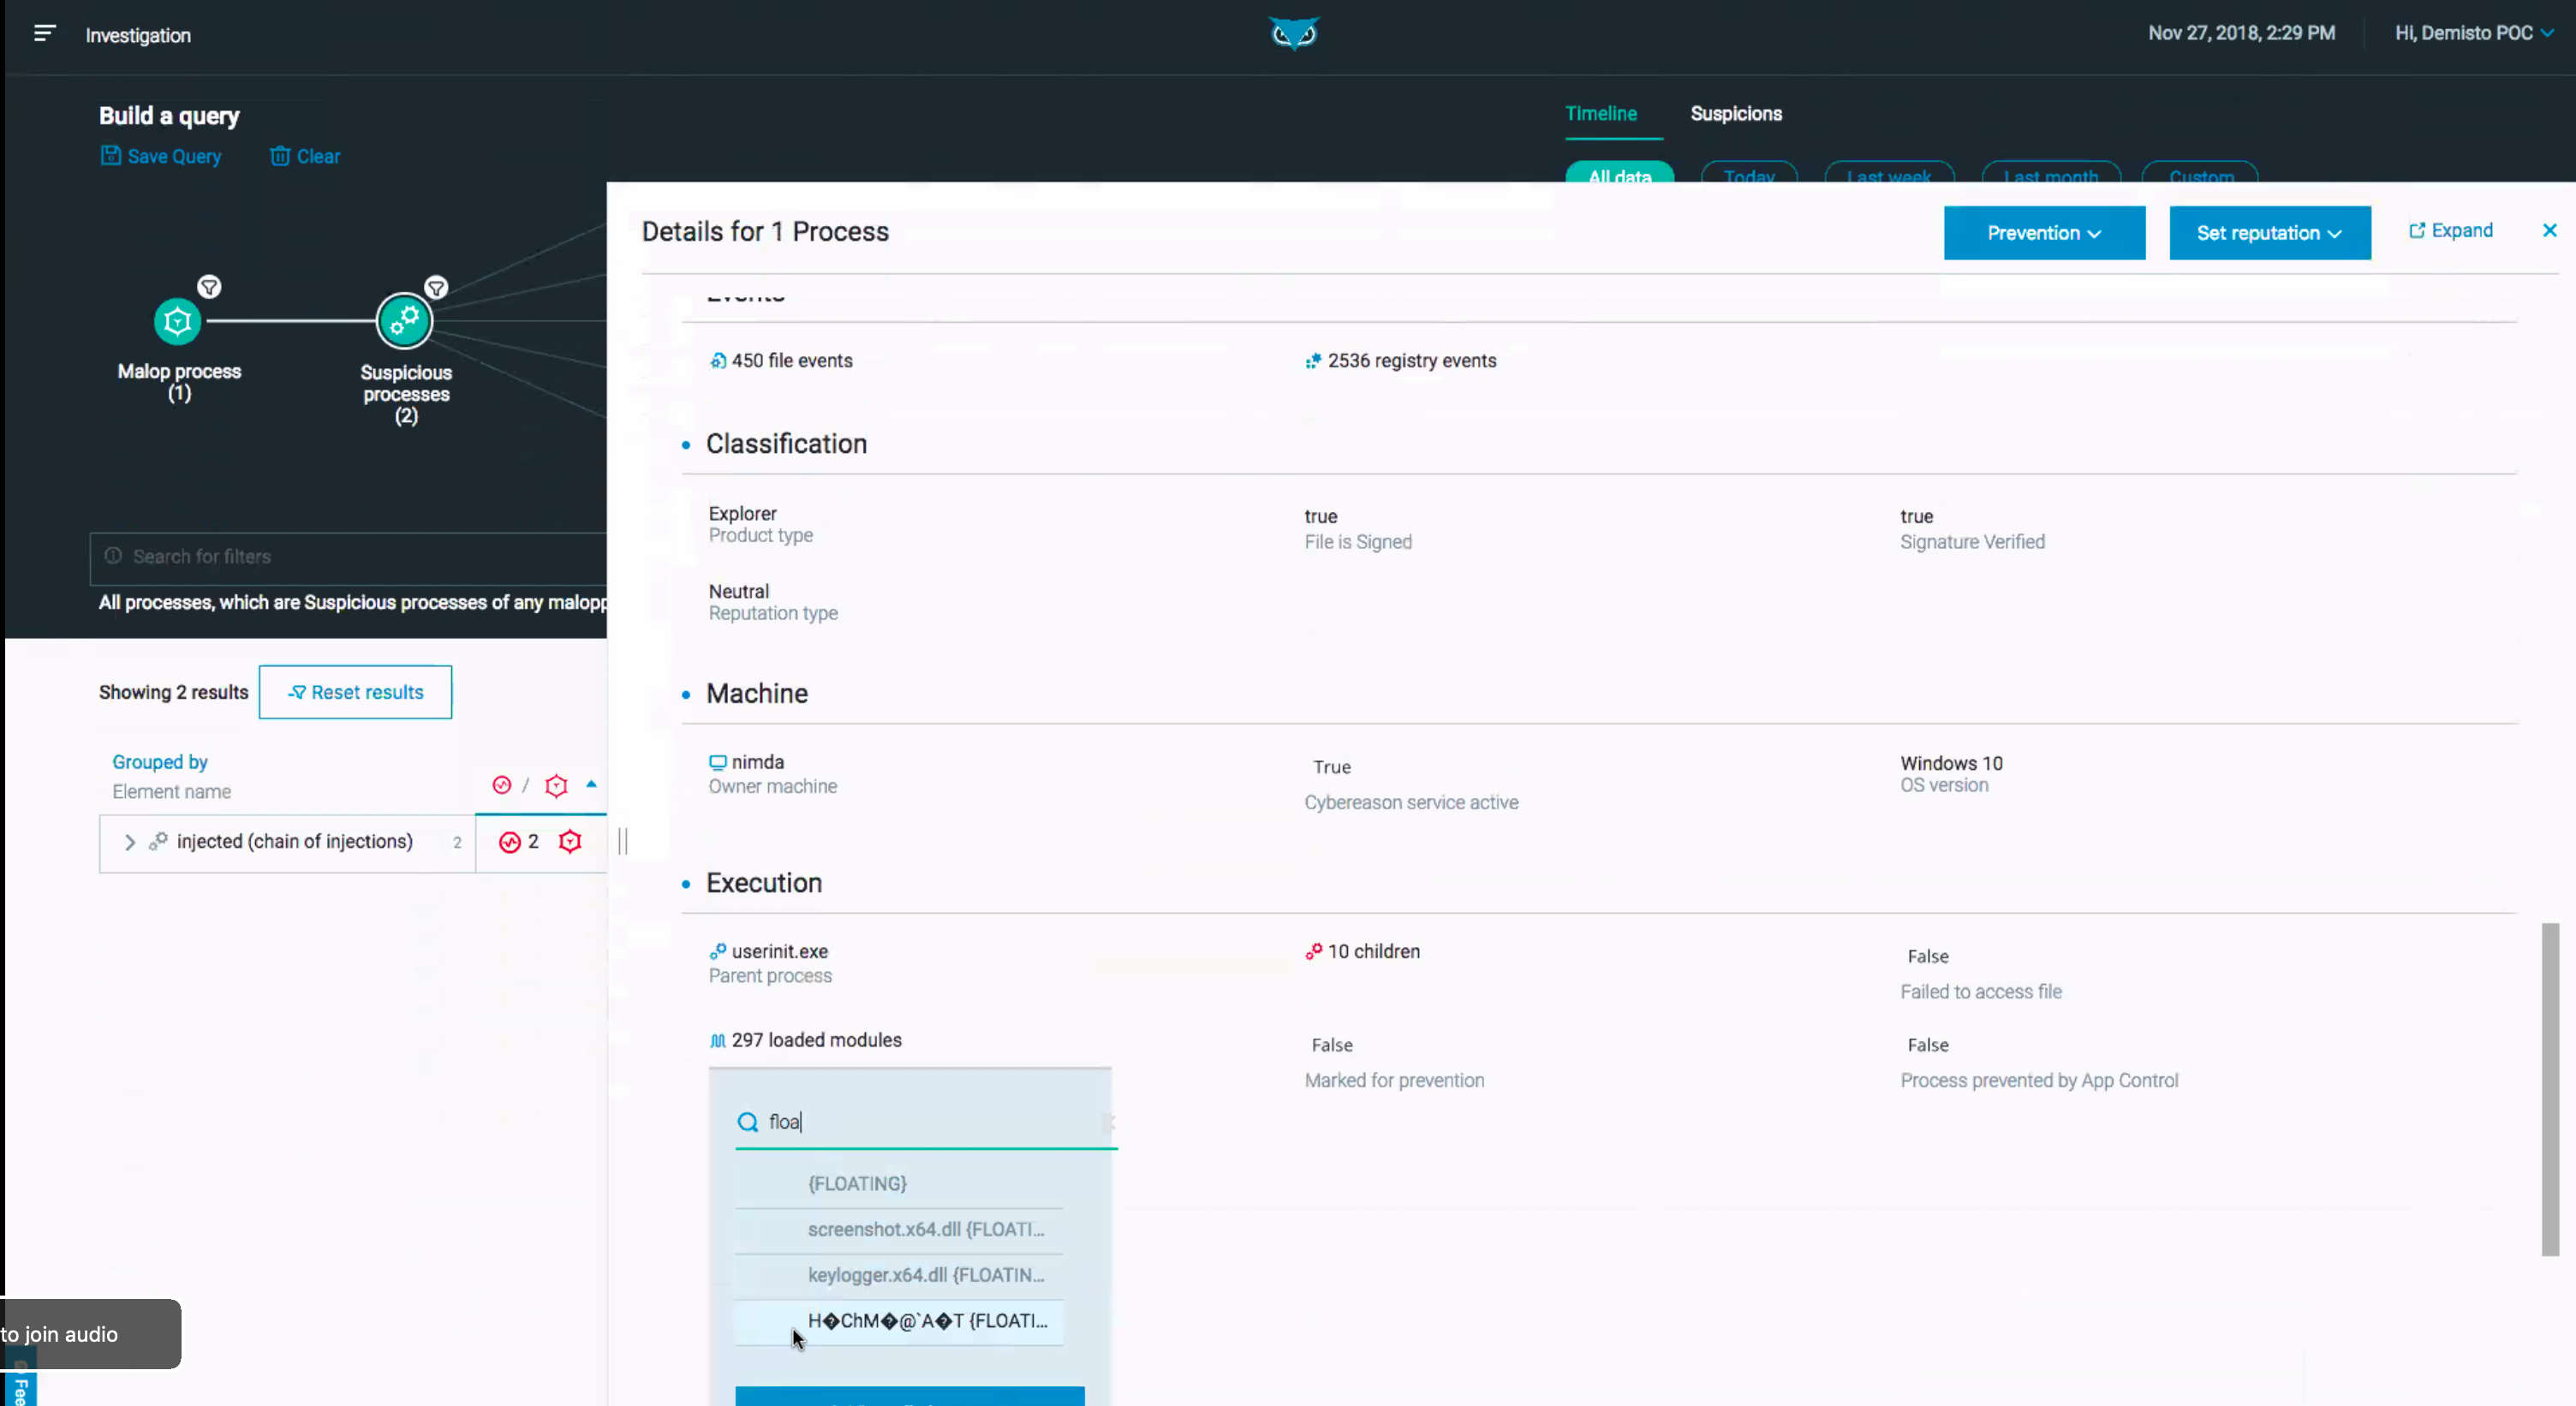 Investigation
Nov 27, 2018, 2:29 PM
Hi, Demisto POC
Build a query
Save Query
Clear
Timeline
Suspicions
All data
Today
Last week
Last month
Custom
Malop process
(1)
Suspicious
processes
(2)
Search for filters
All processes, which are Suspicious processes of any malop
Showing 2 results
Reset results
Grouped by
Element name
/
injected (chain of injections)
2
2
Details for 1 Process
Prevention
Set reputation
Expand
Events
450 file events
2536 registry events
Classification
Explorer
Product type
true
File is Signed
true
Signature Verified
Neutral
Reputation type
Machine
nimda
Owner machine
True
Cybereason service active
Windows 10
OS version
Execution
userinit.exe
Parent process
10 children
False
Failed to access file
297 loaded modules
False
Marked for prevention
False
Process prevented by App Control
floa
{FLOATING}
screenshot.x64.dll {FLOATI...
keylogger.x64.dll {FLOATIN...
H�ChM�@`A�T {FLOATI...
to join audio
Fee